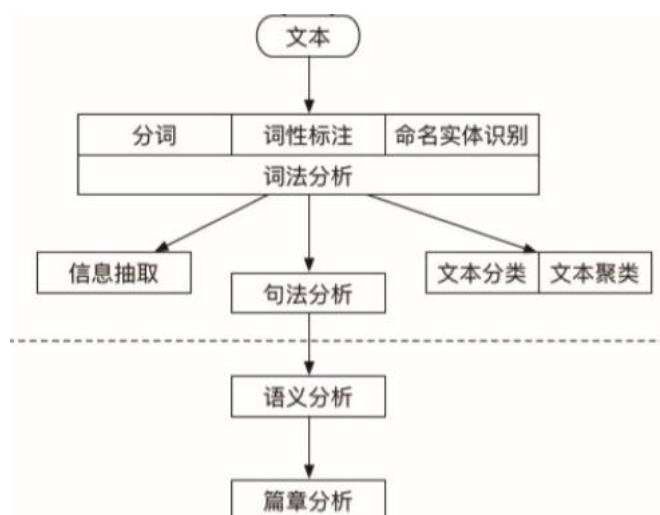 文本
分词 词性标注 命名实体识别
词法分析
信息抽取 句法分析 文本分类 文本聚类
语义分析
篇章分析